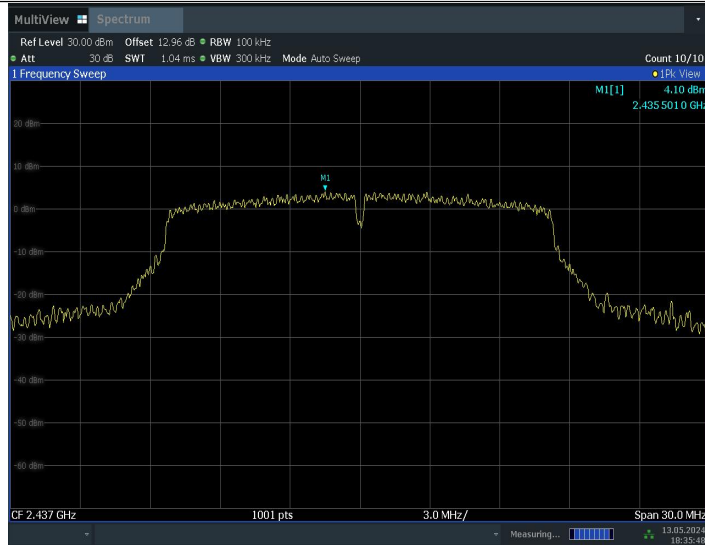 MultiView Spectrum
Ref Level 30.00 dBm Offset 12.96 dB RBW 100 kHz
Att 30 dB SWT 1.04 ms VBW 300 kHz Mode Auto Sweep Count 10/10
1 Frequency Sweep 1Pk View
M1[1] 4.10 dBm
2.435 501 0 GHz
20 dBm
M1
10 dBm
0 dBm
-10 dBm
-20 dBm
-30 dBm
-40 dBm
-50 dBm
-60 dBm
CF 2.437 GHz 1001 pts 3.0 MHz/ Span 30.0 MHz
Measuring... 13.05.2024
18:35:48